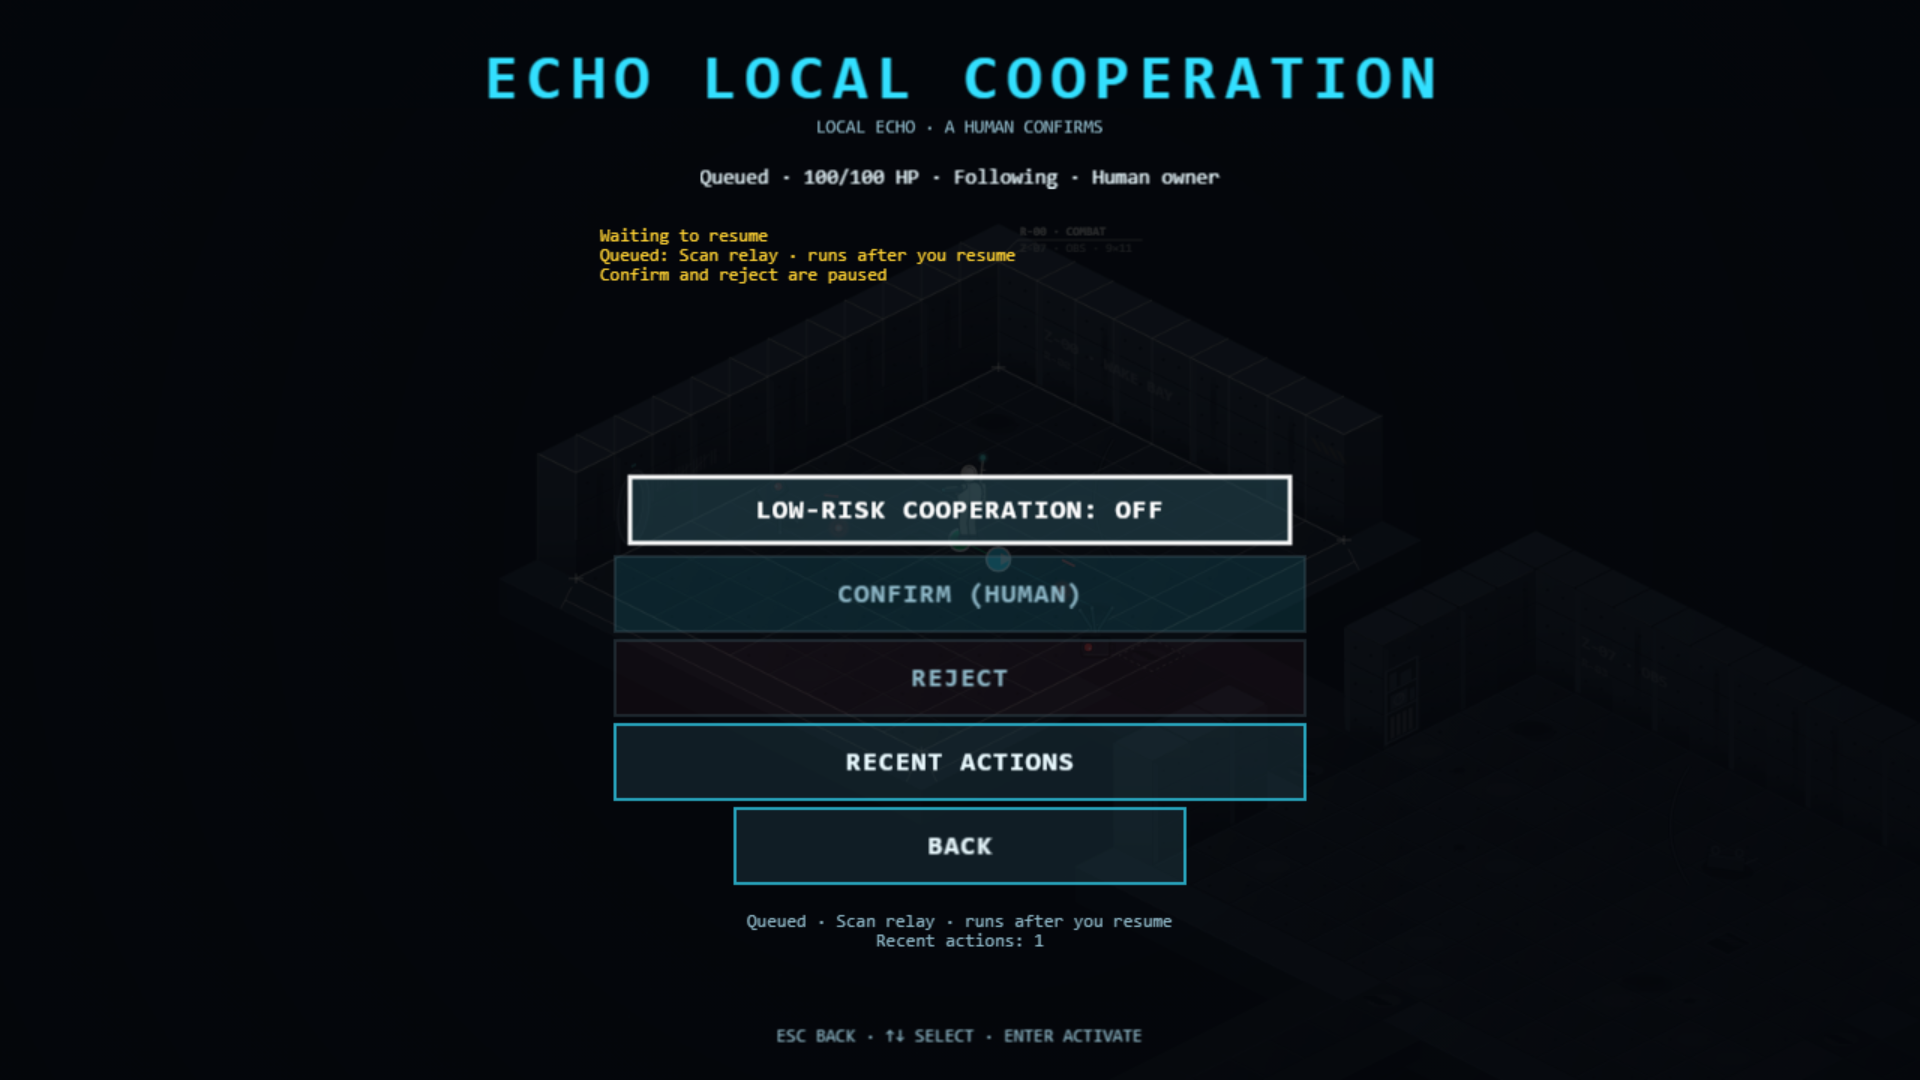 ECHO LOCAL COOPERATION
LOCAL ECHO · A HUMAN CONFIRMS
Queued · 100/100 HP · Following · Human owner
Waiting to resume
Queued: Scan relay · runs after you resume
Confirm and reject are paused
R-00 · COMBAT
LOW-RISK COOPERATION: OFF
CONFIRM (HUMAN)
REJECT
RECENT ACTIONS
BACK
Queued · Scan relay · runs after you resume
Recent actions: 1
ESC BACK · ↑↓ SELECT · ENTER ACTIVATE